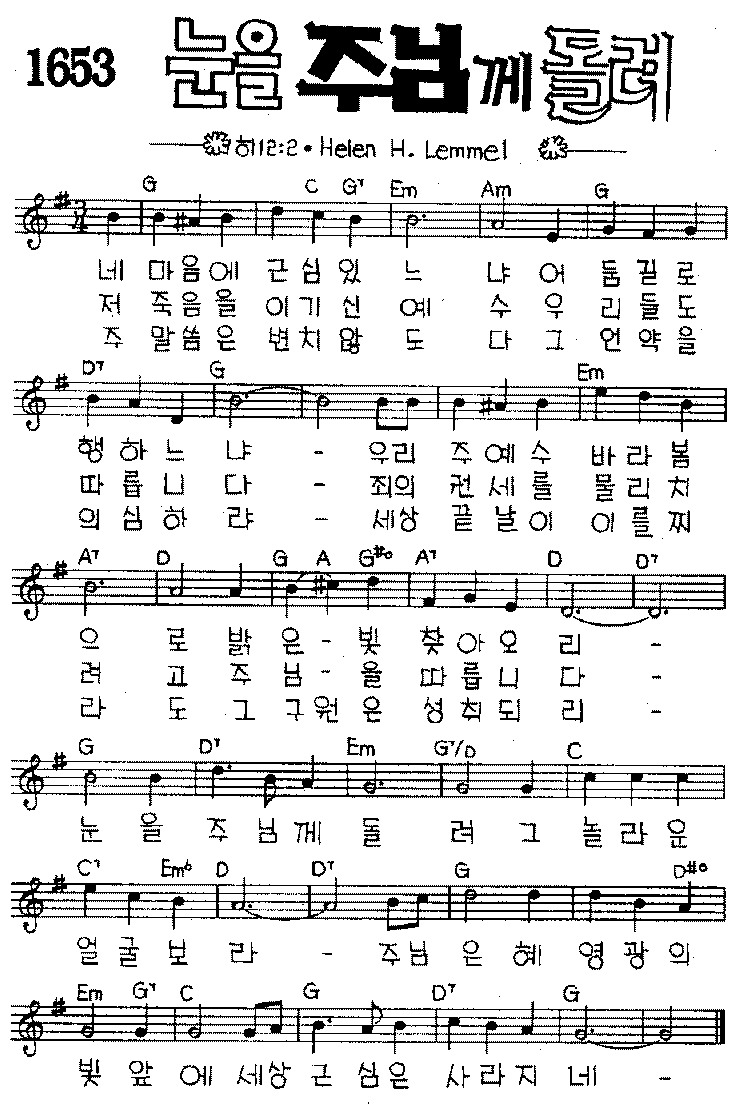 1653 눈을 주님께 돌려
히12:2 • Helen H. Lemmel
G C G7 Em Am G
네 마음에 근심있 느 냐 어 둠길로
저 죽음을 이기신 예 수 우 리들도
주 말씀은 변치않 도 다 그 언약을
D7 G Em
행하느 냐 - 우리 주예수 바라봄
따릅니 다 - 죄의 권세를 물리치
의심하 랴 - 세상 끝날이 이를찌
A7 D G A G#o A7 D D7
으 로 밝 은- 빛 찾아오 리 -
려 고 주 님- 을 따릅니 다 -
라 도 그 구원 은 성취되 리 -
G D7 Em G7/D C
눈 을 주 님께 돌 려 그 놀라운
C7 Em6 D D7 G D#o
얼굴보 라 - 주님 은 혜 영광의
Em G7 C G D7 G
빛 앞 에 세상 근 심은 사라지 네 -